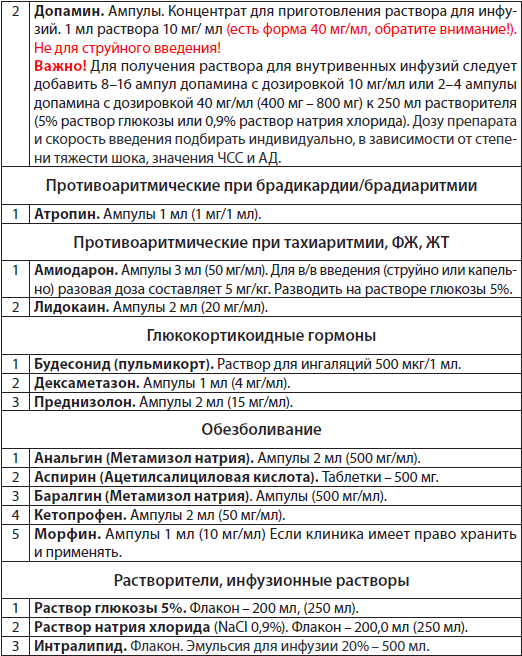 2 Допамин. Ампулы. Концентрат для приготовления раствора для инфу-
зий. 1 мл раствора 10 мг/ мл (есть форма 40 мг/мл, обратите внимание!).
Не для струйного введения!
Важно! Для получения раствора для внутривенных инфузий следует
добавить 8–16 ампул допамина с дозировкой 10 мг/мл или 2–4 ампулы
допамина с дозировкой 40 мг/мл (400 мг – 800 мг) к 250 мл растворителя
(5% раствор глюкозы или 0,9% раствор натрия хлорида). Дозу препарата
и скорость введения подбирать индивидуально, в зависимости от степе-
ни тяжести шока, значения ЧСС и АД.
Противоаритмические при брадикардии/брадиаритмии
1 Атропин. Ампулы 1 мл (1 мг/1 мл).
Противоаритмические при тахиаритмии, ФЖ, ЖТ
1 Амиодарон. Ампулы 3 мл (50 мг/мл). Для в/в введения (струйно или капель-
но) разовая доза составляет 5 мг/кг. Разводить на растворе глюкозы 5%.
2 Лидокаин. Ампулы 2 мл (20 мг/мл).
Глюкокортикоидные гормоны
1 Будесонид (пульмикорт). Раствор для ингаляций 500 мкг/1 мл.
2 Дексаметазон. Ампулы 1 мл (4 мг/мл).
3 Преднизолон. Ампулы 2 мл (15 мг/мл).
Обезболивание
1 Анальгин (Метамизол натрия). Ампулы 2 мл (500 мг/мл).
2 Аспирин (Ацетилсалициловая кислота). Таблетки – 500 мг.
3 Баралгин (Метамизол натрия). Ампулы (500 мг/мл).
4 Кетопрофен. Ампулы 2 мл (50 мг/мл).
5 Морфин. Ампулы 1 мл (10 мг/мл) Если клиника имеет право хранить
и применять.
Растворители, инфузионные растворы
1 Раствор глюкозы 5%. Флакон – 200 мл, (250 мл).
2 Раствор натрия хлорида (NaCl 0,9%). Флакон – 200,0 мл (250 мл).
3 Интралипид. Флакон. Эмульсия для инфузии 20% – 500 мл.